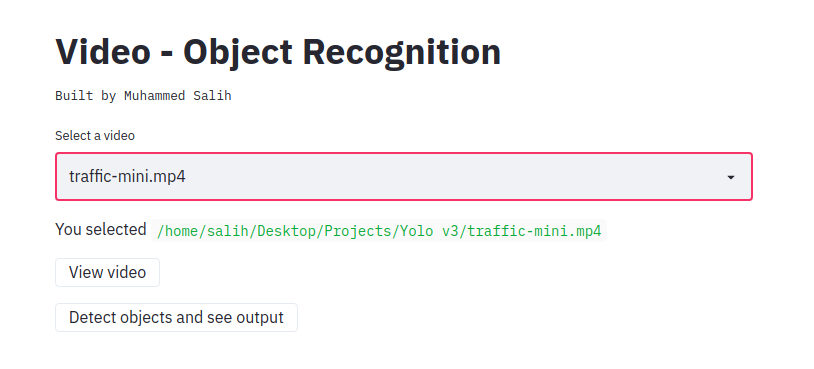 Video - Object Recognition
Built by Muhammed Salih
Select a video
traffic-mini.mp4
You selected /home/salih/Desktop/Projects/Yolo v3/traffic-mini.mp4
View video
Detect objects and see output